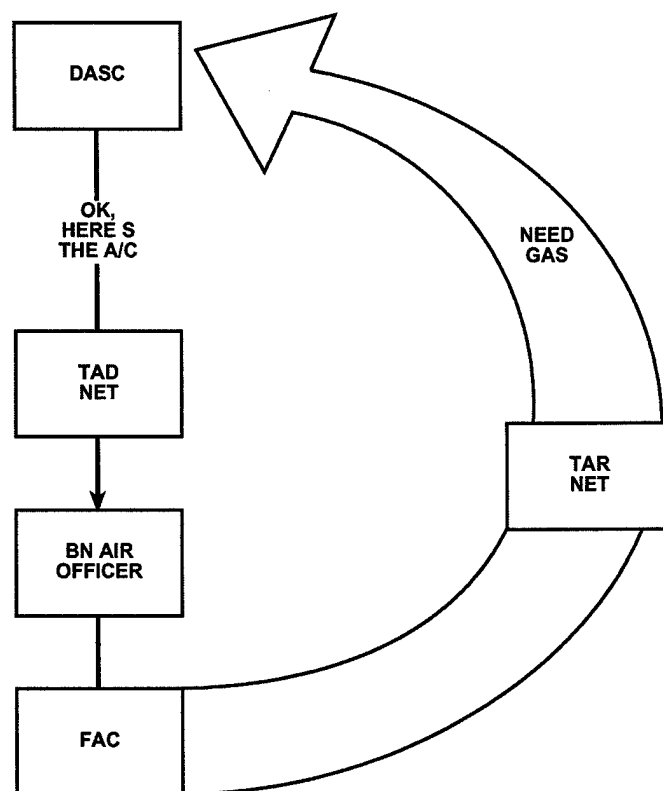 DASC
OK,
HERE S
THE A/C
NEED
GAS
TAD
NET
TAR
NET
BN AIR
OFFICER
FAC